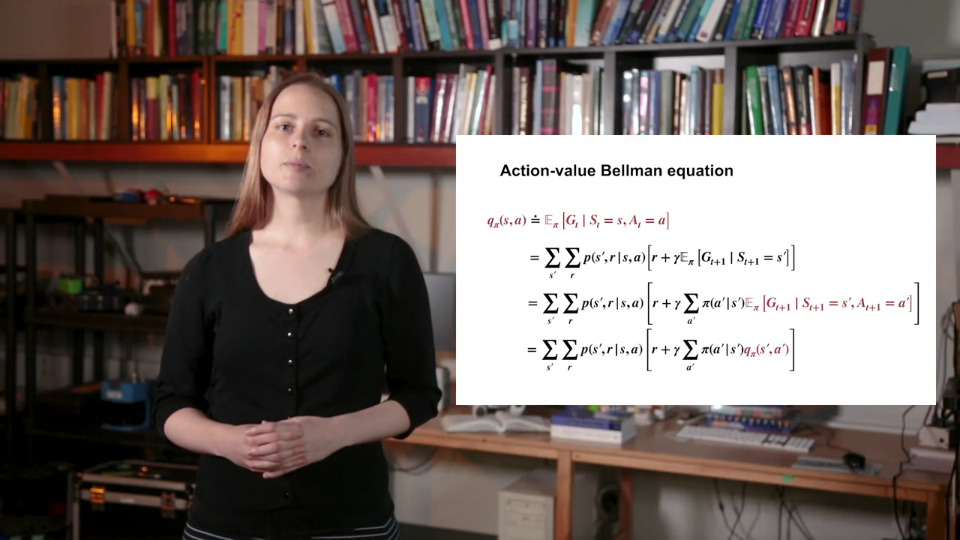 Action-value Bellman equation
qπ(s,a) ≐ 𝔼π [Gt | St = s, At = a]
= ∑s′ ∑r p(s′, r | s, a) [r + γ𝔼π [Gt+1 | St+1 = s′]]
= ∑s′ ∑r p(s′, r | s, a) [r + γ ∑a′ π(a′ | s′)𝔼π [Gt+1 | St+1 = s′, At+1 = a′]]
= ∑s′ ∑r p(s′, r | s, a) [r + γ ∑a′ π(a′ | s′)qπ(s′, a′)]